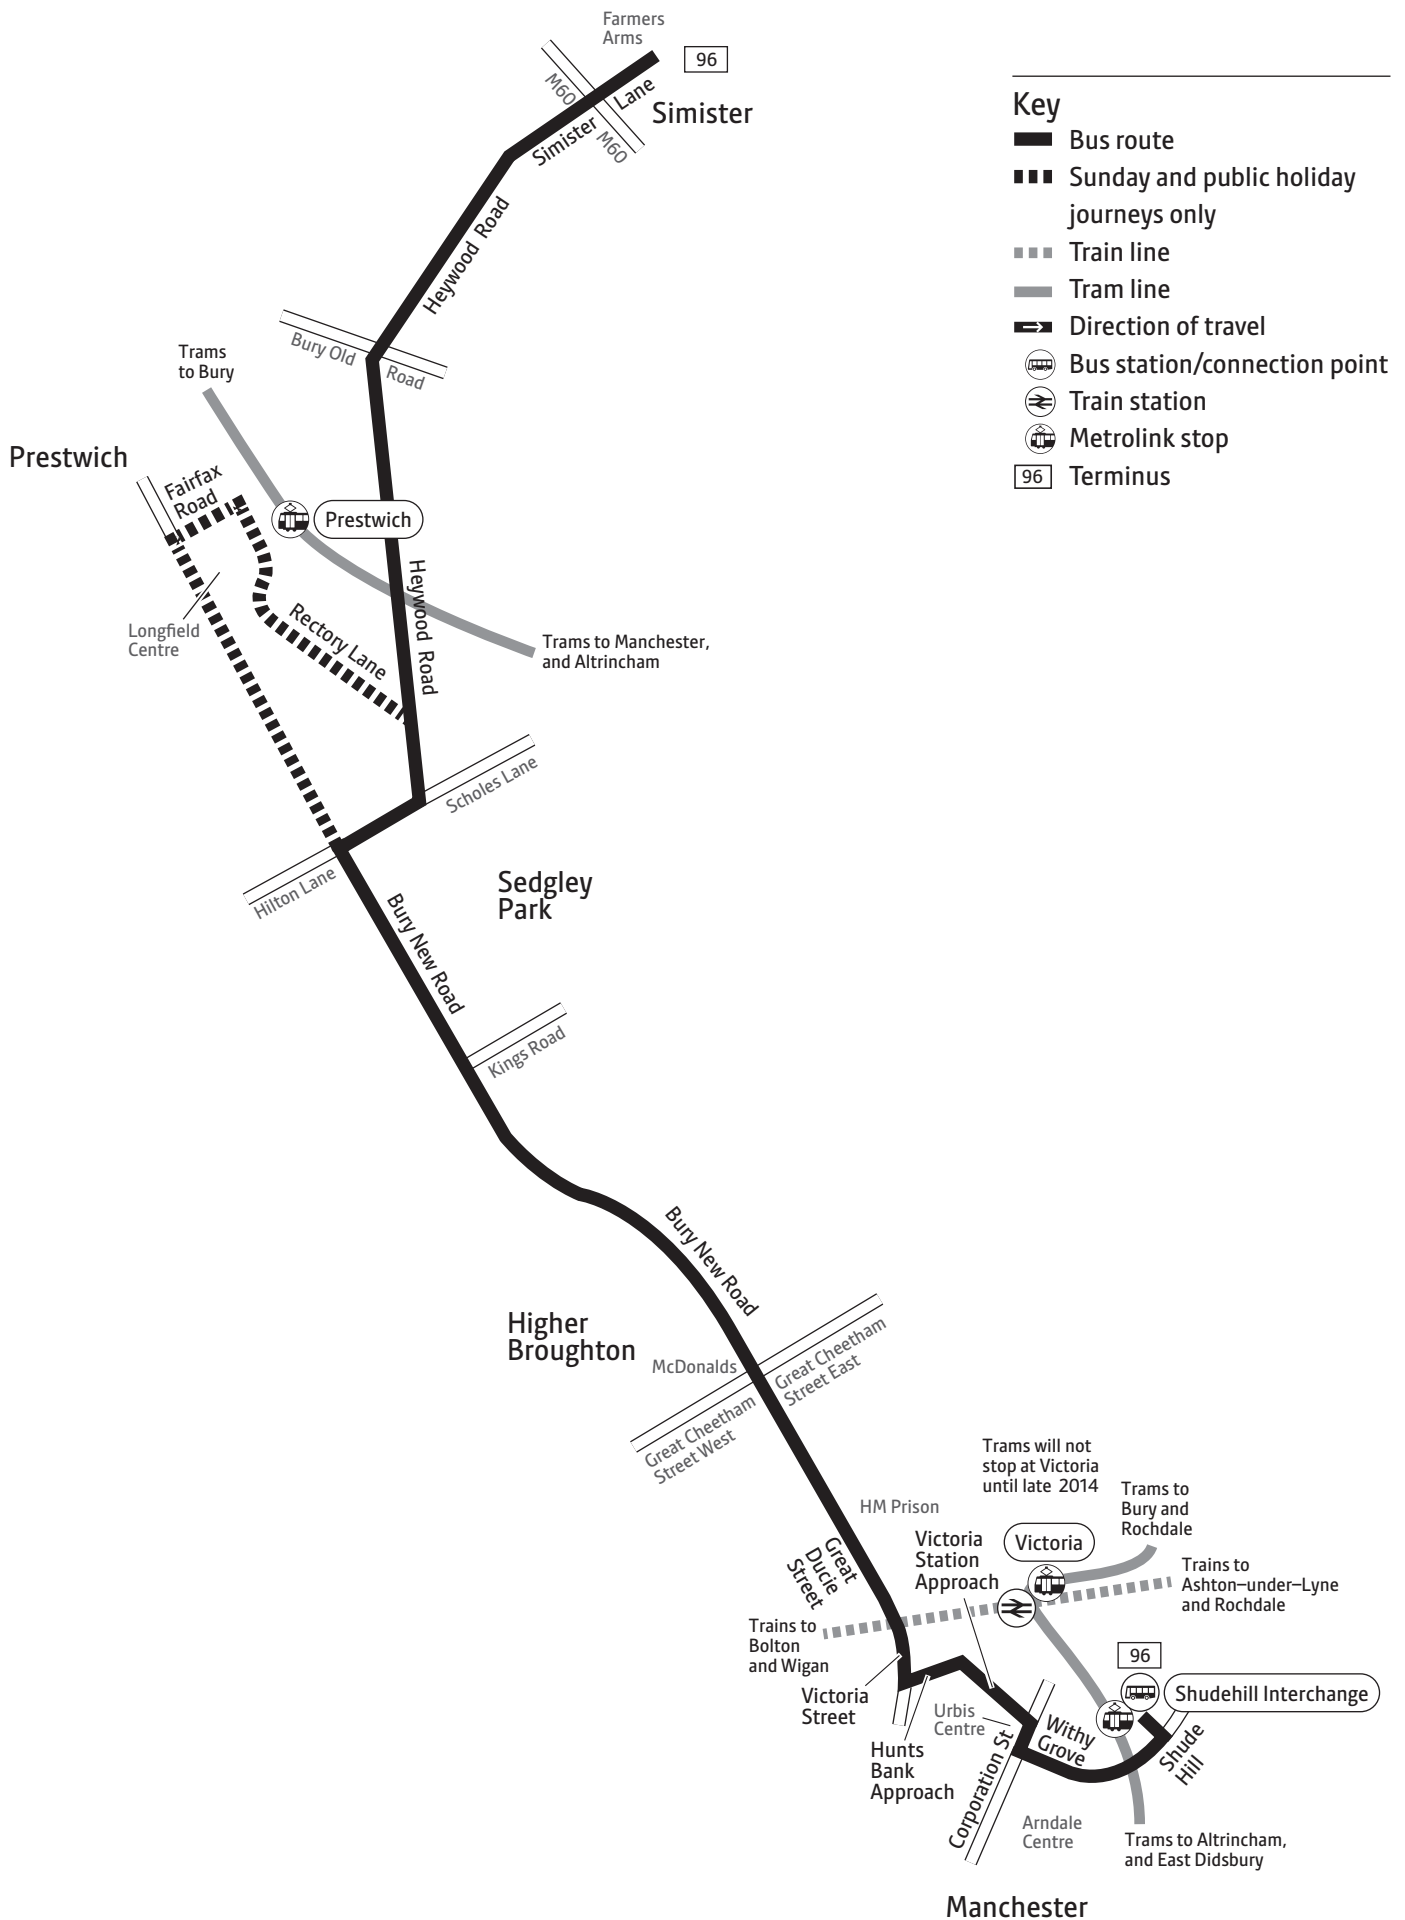 Farmers
Arms
96
M60
Simister Lane
Simister
M60
Heywood Road
Bury Old Road
Trams
to Bury
Prestwich
Fairfax
Road
Prestwich
Heywood Road
Longfield
Centre
Rectory Lane
Trams to Manchester,
and Altrincham
Scholes Lane
Hilton Lane
Sedgley
Park
Bury New Road
Kings Road
Bury New Road
Higher
Broughton
McDonalds
Great Cheetham
Street East
Great Cheetham
Street West
HM Prison
Great
Ducie
Street
Trams will not
stop at Victoria
until late 2014
Trams to
Bury and
Rochdale
Victoria
Station
Approach
Victoria
Trains to
Ashton–under–Lyne
and Rochdale
Trains to
Bolton
and Wigan
Victoria
Street
96
Shudehill Interchange
Urbis
Centre
Withy
Grove
Shude
Hill
Hunts
Bank
Approach
Corporation St
Arndale
Centre
Trams to Altrincham,
and East Didsbury
Manchester
Key
Bus route
Sunday and public holiday
journeys only
Train line
Tram line
Direction of travel
Bus station/connection point
Train station
Metrolink stop
96 Terminus